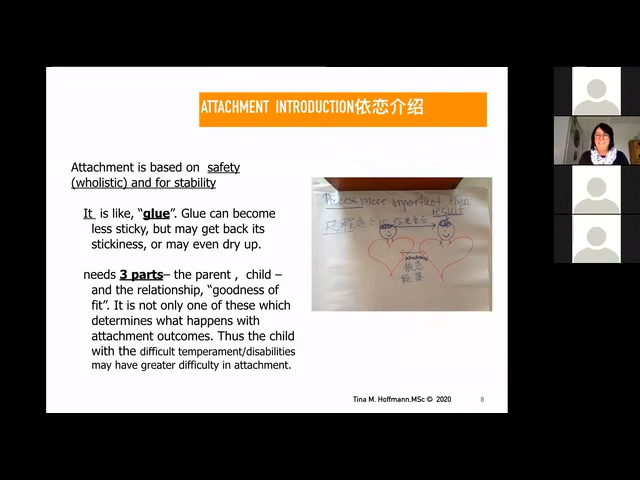 ATTACHMENT INTRODUCTION依恋介绍
Attachment is based on safety
(wholistic) and for stability
It is like, “glue”. Glue can become
less sticky, but may get back its
stickiness, or may even dry up.
needs 3 parts– the parent , child –
and the relationship, “goodness of
fit”. It is not only one of these which
determines what happens with
attachment outcomes. Thus the child
with the difficult temperament/disabilities
may have greater difficulty in attachment.
Process more important than
result
依恋
Tina M. Hoffmann,MSc © 2020
8